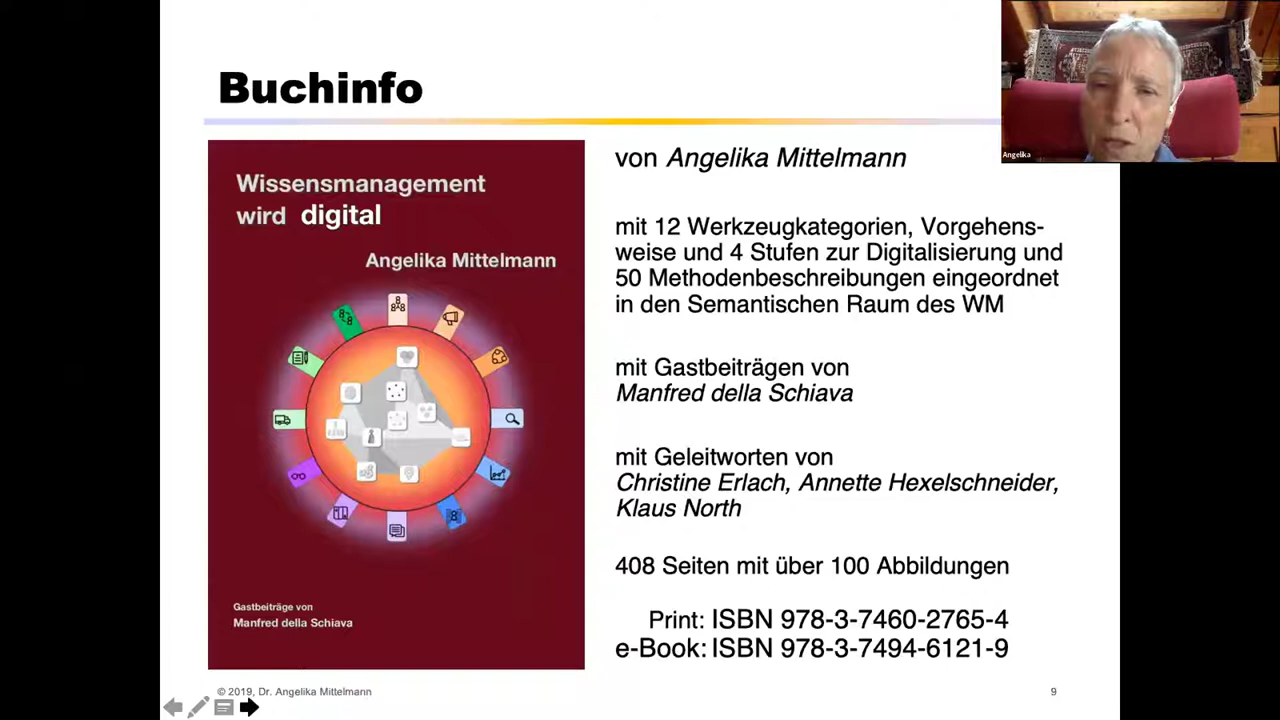 Buchinfo
Wissensmanagement
wird digital
Angelika Mittelmann
Gastbeiträge von
Manfred della Schiava
von Angelika Mittelmann
mit 12 Werkzeugkategorien, Vorgehens-
weise und 4 Stufen zur Digitalisierung und
50 Methodenbeschreibungen eingeordnet
in den Semantischen Raum des WM
mit Gastbeiträgen von
Manfred della Schiava
mit Geleitworten von
Christine Erlach, Annette Hexelschneider,
Klaus North
408 Seiten mit über 100 Abbildungen
Print: ISBN 978-3-7460-2765-4
e-Book: ISBN 978-3-7494-6121-9
© 2019, Dr. Angelika Mittelmann
9
Angelika